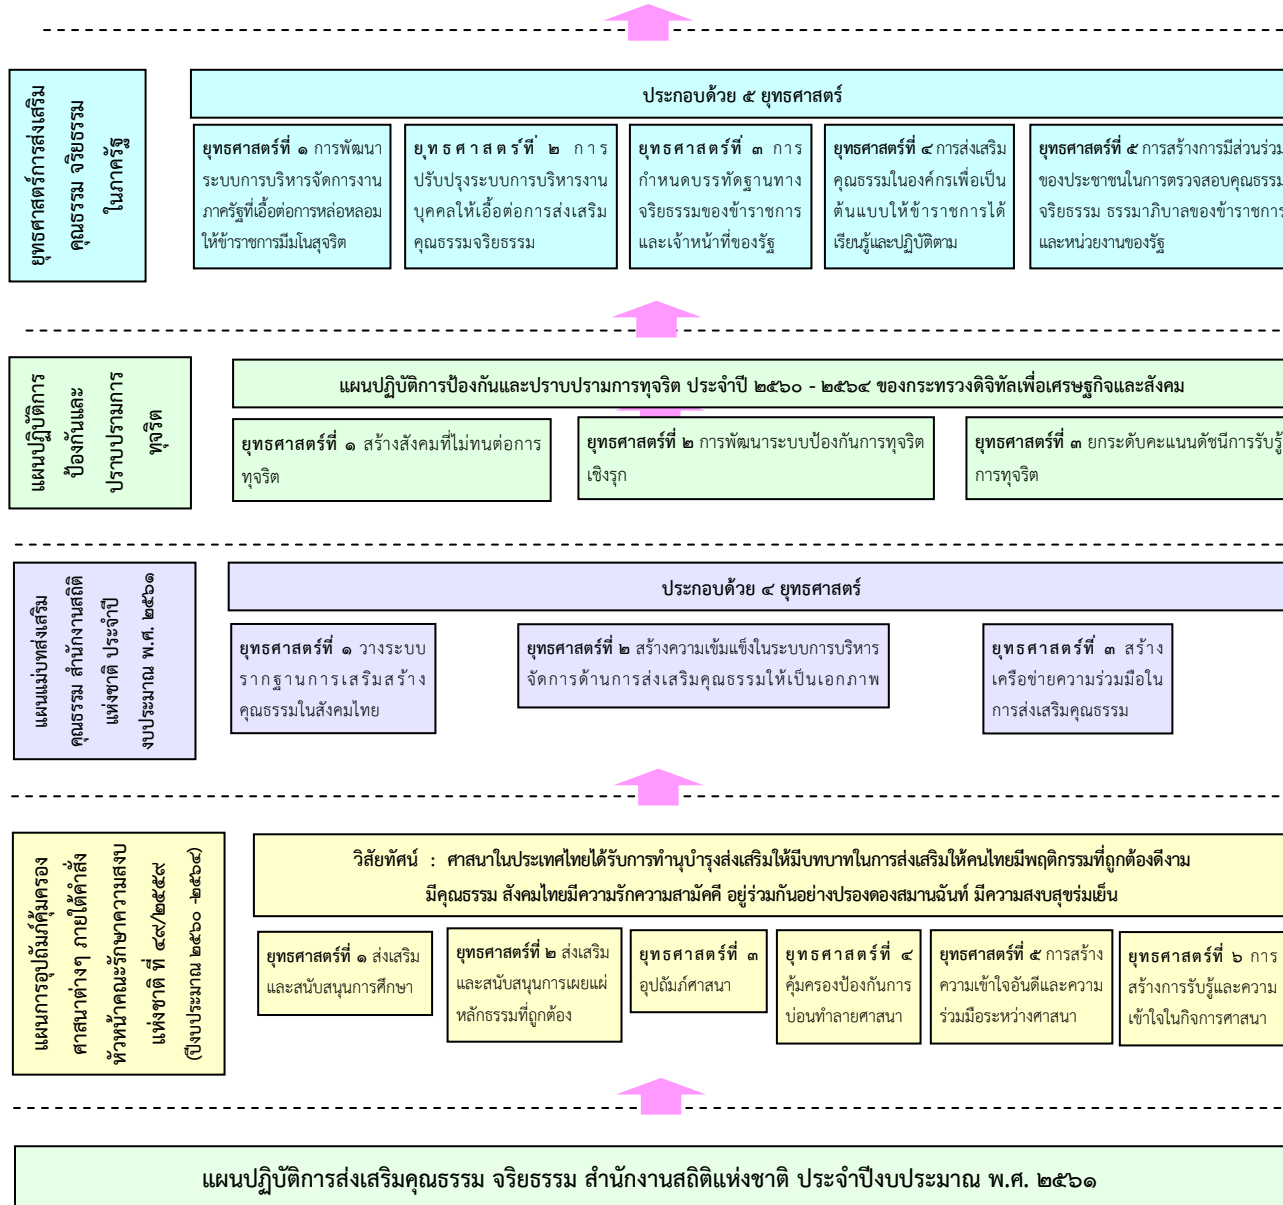 ยุทธศาสตร์การส่งเสริม
คุณธรรม จริยธรรม
ในภาครัฐ
ประกอบด้วย ๕ ยุทธศาสตร์
ยุทธศาสตร์ที่ ๑ การพัฒนา
ระบบการบริหารจัดการงาน
ภาครัฐที่เอื้อต่อการหล่อหลอม
ให้ข้าราชการมีมโนสุจริต
ยุทธศาสตร์ที่ ๒ การ
ปรับปรุงระบบการบริหารงาน
บุคคลให้เอื้อต่อการส่งเสริม
คุณธรรมจริยธรรม
ยุทธศาสตร์ที่ ๓ การ
กำหนดบรรทัดฐานทาง
จริยธรรมของข้าราชการ
และเจ้าหน้าที่ของรัฐ
ยุทธศาสตร์ที่ ๔ การส่งเสริม
คุณธรรมในองค์กรเพื่อเป็น
ต้นแบบให้ข้าราชการได้
เรียนรู้และปฏิบัติตาม
ยุทธศาสตร์ที่ ๕ การสร้างการมีส่วนร่วม
ของประชาชนในการตรวจสอบคุณธรรม
จริยธรรม ธรรมาภิบาลของข้าราชการ
และหน่วยงานของรัฐ
แผนปฏิบัติการ
ป้องกันและ
ปราบปรามการ
ทุจริต
แผนปฏิบัติการป้องกันและปราบปรามการทุจริต ประจำปี ๒๕๖๐ - ๒๕๖๔ ของกระทรวงดิจิทัลเพื่อเศรษฐกิจและสังคม
ยุทธศาสตร์ที่ ๑ สร้างสังคมที่ไม่ทนต่อการ
ทุจริต
ยุทธศาสตร์ที่ ๒ การพัฒนาระบบป้องกันการทุจริต
เชิงรุก
ยุทธศาสตร์ที่ ๓ ยกระดับคะแนนดัชนีการรับรู้
การทุจริต
แผนแม่บทส่งเสริม
คุณธรรม สำนักงานสถิติ
แห่งชาติ ประจำปี
งบประมาณ พ.ศ. ๒๕๖๑
ประกอบด้วย ๔ ยุทธศาสตร์
ยุทธศาสตร์ที่ ๑ วางระบบ
รากฐานการเสริมสร้าง
คุณธรรมในสังคมไทย
ยุทธศาสตร์ที่ ๒ สร้างความเข้มแข็งในระบบการบริหาร
จัดการด้านการส่งเสริมคุณธรรมให้เป็นเอกภาพ
ยุทธศาสตร์ที่ ๓ สร้าง
เครือข่ายความร่วมมือใน
การส่งเสริมคุณธรรม
แผนการอุปถัมภ์คุ้มครอง
ศาสนาต่างๆ ภายใต้คำสั่ง
หัวหน้าคณะรักษาความสงบ
แห่งชาติ ที่ ๔๙/๒๕๕๙
(ปีงบประมาณ ๒๕๖๐ -๒๕๖๔)
วิสัยทัศน์ : ศาสนาในประเทศไทยได้รับการทำนุบำรุงส่งเสริมให้มีบทบาทในการส่งเสริมให้คนไทยมีพฤติกรรมที่ถูกต้องดีงาม
มีคุณธรรม สังคมไทยมีความรักความสามัคคี อยู่ร่วมกันอย่างปรองดองสมานฉันท์ มีความสงบสุขร่มเย็น
ยุทธศาสตร์ที่ ๑ ส่งเสริม
และสนับสนุนการศึกษา
ยุทธศาสตร์ที่ ๒ ส่งเสริม
และสนับสนุนการเผยแผ่
หลักธรรมที่ถูกต้อง
ยุทธศาสตร์ที่ ๓
อุปถัมภ์ศาสนา
ยุทธศาสตร์ที่ ๔
คุ้มครองป้องกันการ
บ่อนทำลายศาสนา
ยุทธศาสตร์ที่ ๕ การสร้าง
ความเข้าใจอันดีและความ
ร่วมมือระหว่างศาสนา
ยุทธศาสตร์ที่ ๖ การ
สร้างการรับรู้และความ
เข้าใจในกิจการศาสนา
แผนปฏิบัติการส่งเสริมคุณธรรม จริยธรรม สำนักงานสถิติแห่งชาติ ประจำปีงบประมาณ พ.ศ. ๒๕๖๑